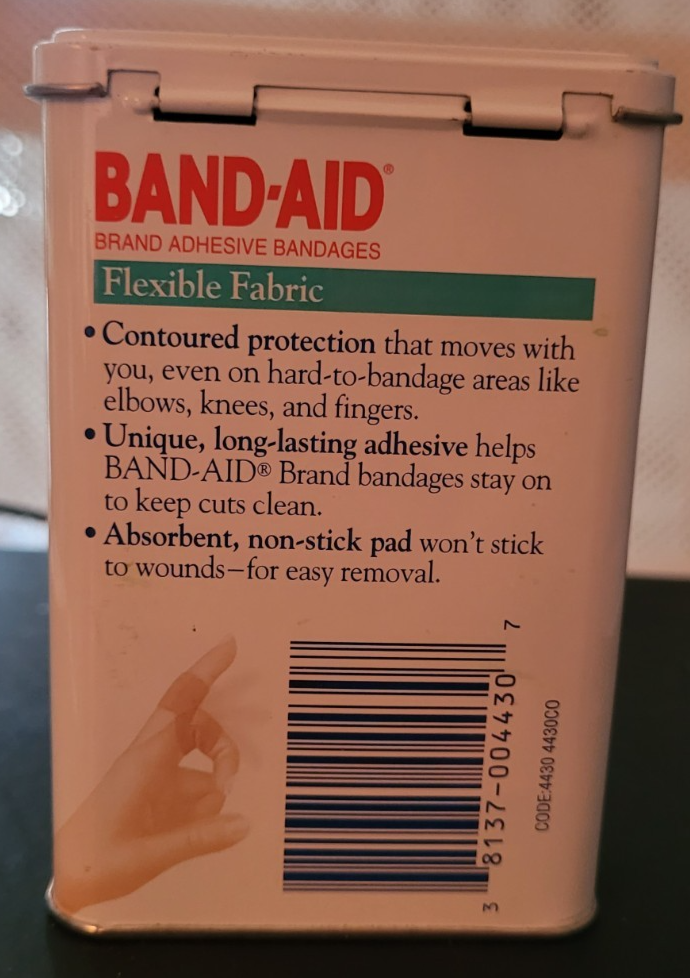 BAND-AID®
BRAND ADHESIVE BANDAGES
Flexible Fabric
• Contoured protection that moves with
you, even on hard-to-bandage areas like
elbows, knees, and fingers.
• Unique, long-lasting adhesive helps
BAND-AID® Brand bandages stay on
to keep cuts clean.
• Absorbent, non-stick pad won't stick
to wounds—for easy removal.
3 8137-004430 7
CODE:4430 4430CO